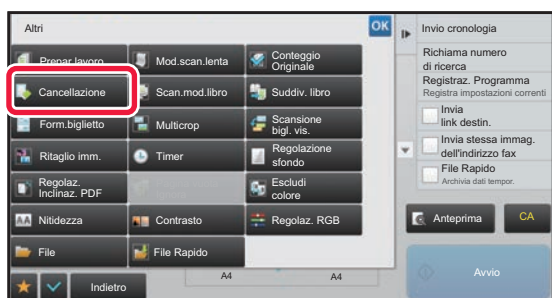 Altri
OK
Prepar.lavoro
Mod.scan.lenta
Conteggio
Originale
Cancellazione
Scan.mod.libro
Suddiv. libro
Form.biglietto
Multicrop
Scansione
bigl. vis.
Ritaglio imm.
Timer
Regolazione
sfondo
Regolaz.
Inclinaz. PDF
Escludi
colore
Nitidezza
Contrasto
Regolaz. RGB
File
File Rapido
Indietro
A4
A4
Invio cronologia
Richiama numero
di ricerca
Registraz. Programma
Registra impostazioni correnti
Invia
link destin.
Invia stessa immag.
dell'indirizzo fax
File Rapido
Archivia dati tempor.
Anteprima
CA
Avvio